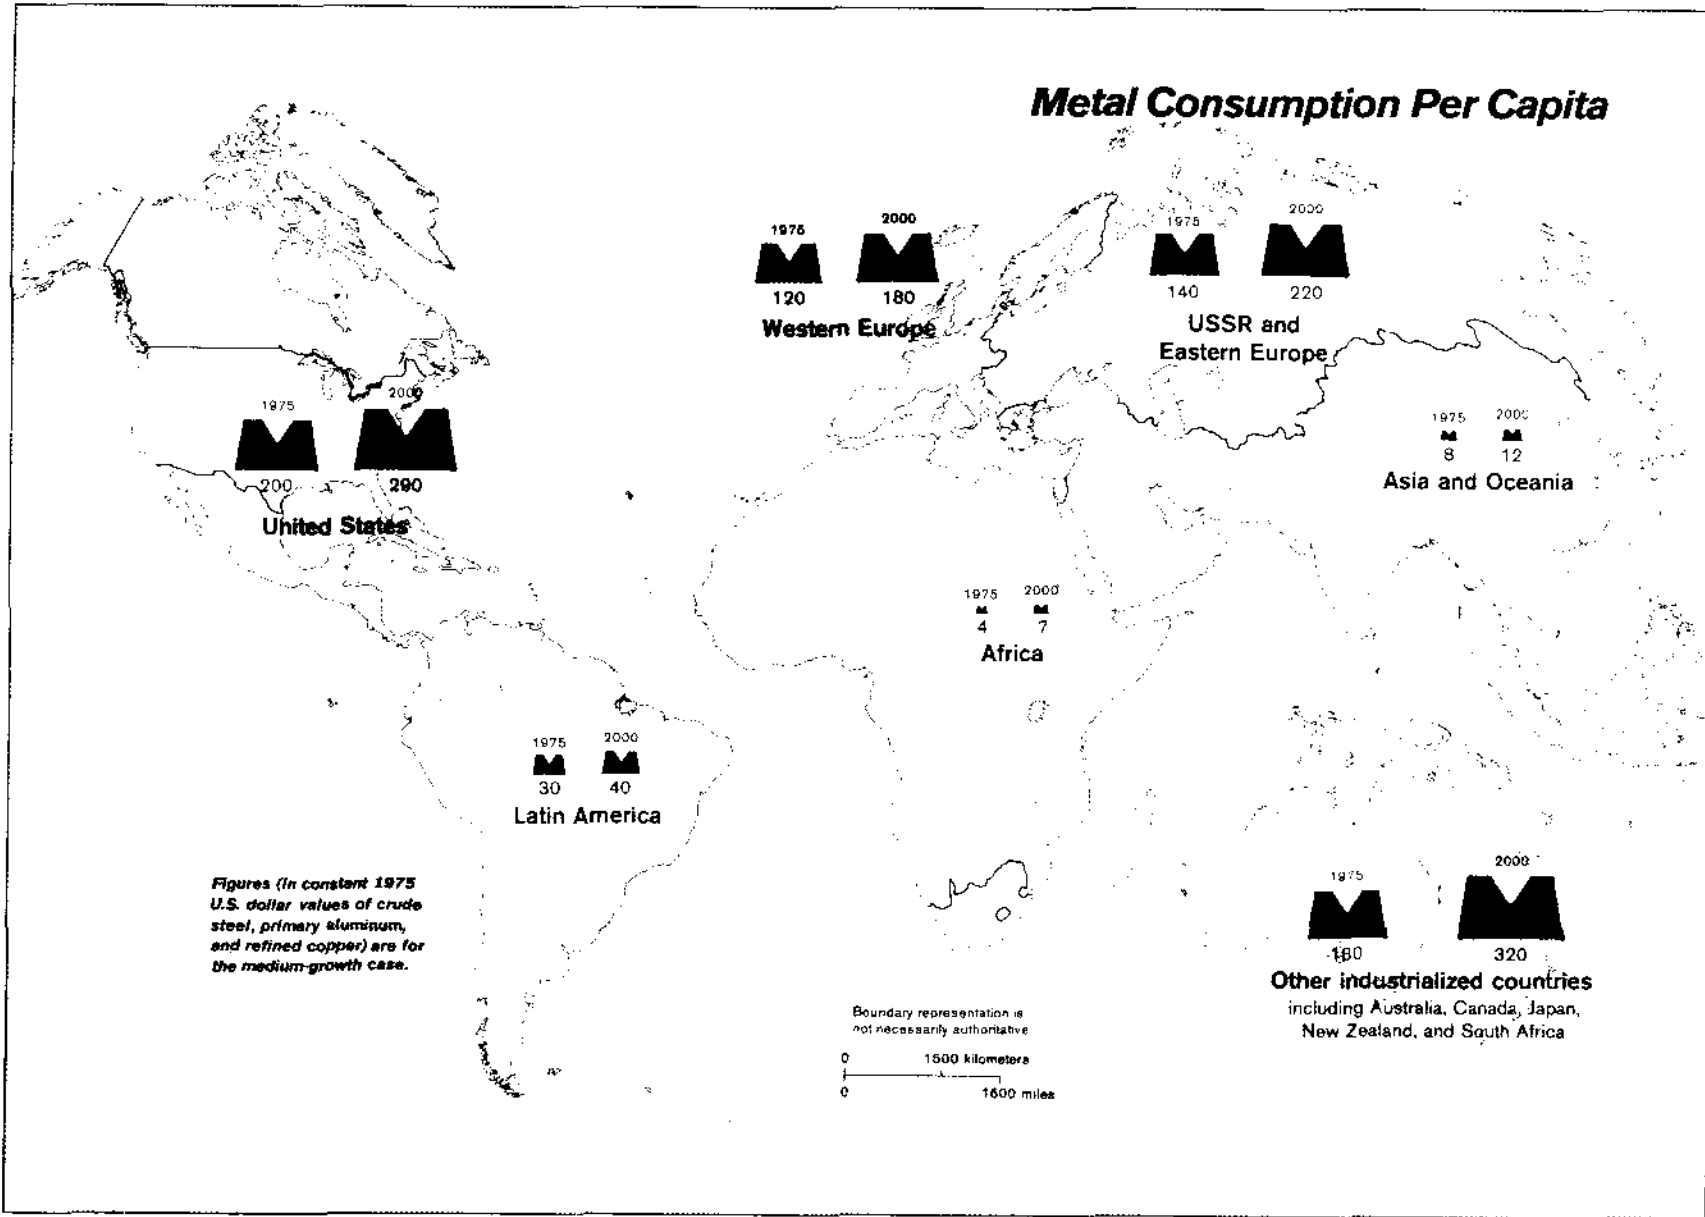 Metal Consumption Per Capita
1975 2000
120 180
Western Europe
1975 2000
140 220
USSR and
Eastern Europe
1975 2000
200 290
United States
1975 2000
8 12
Asia and Oceania
1975 2000
4 7
Africa
1975 2000
30 40
Latin America
Figures (in constant 1975
U.S. dollar values of crude
steel, primary aluminum,
and refined copper) are for
the medium-growth case.
1975 2000
180 320
Other industrialized countries
including Australia, Canada, Japan,
New Zealand, and South Africa
Boundary representation is
not necessarily authoritative
0 1500 kilometers
0 1500 miles